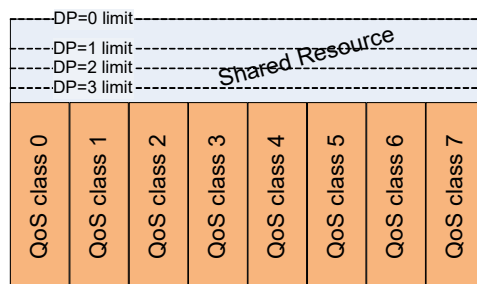 DP=0 limit
DP=1 limit
DP=2 limit
DP=3 limit
Shared Resource
QoS class 0
QoS class 1
QoS class 2
QoS class 3
QoS class 4
QoS class 5
QoS class 6
QoS class 7